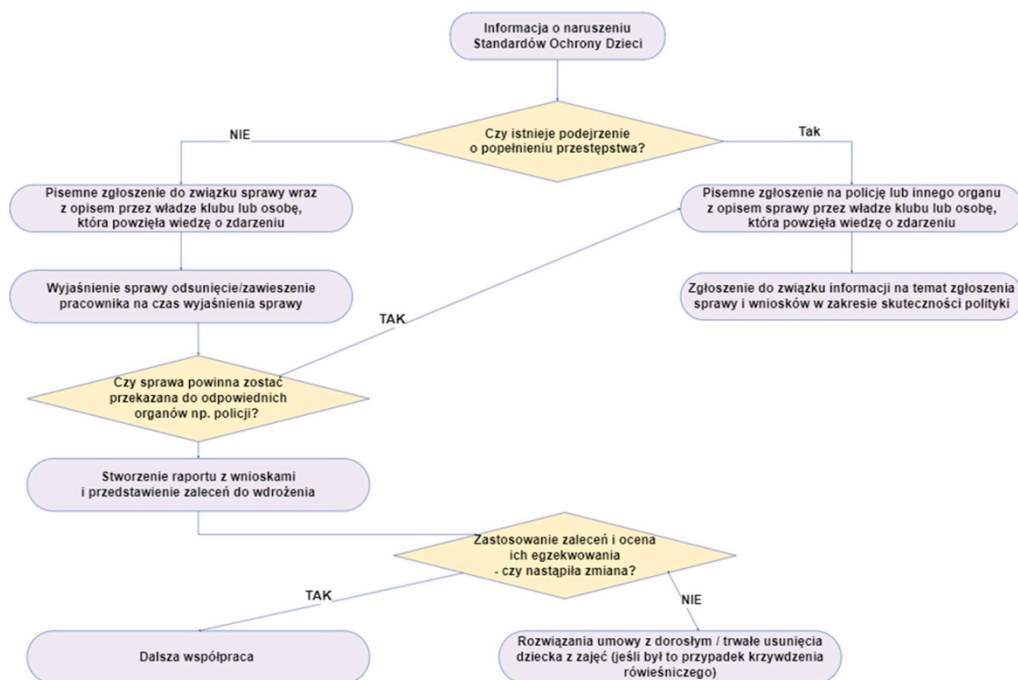 Informacja o naruszeniu
Standardów Ochrony Dzieci
Czy istnieje podejrzenie
o popełnieniu przestępstwa?
NIE
Tak
Pisemne zgłoszenie do związku sprawy wraz
z opisem przez władze klubu lub osobę,
która powzięła wiedzę o zdarzeniu
Pisemne zgłoszenie na policję lub innego organu
z opisem sprawy przez władze klubu lub osobę,
która powzięła wiedzę o zdarzeniu
Wyjaśnienie sprawy odsunięcie/zawieszenie
pracownika na czas wyjaśnienia sprawy
Zgłoszenie do związku informacji na temat zgłoszenia
sprawy i wniosków w zakresie skuteczności polityki
TAK
Czy sprawa powinna zostać
przekazana do odpowiednich
organów np. policji?
Stworzenie raportu z wnioskami
i przedstawienie zaleceń do wdrożenia
Zastosowanie zaleceń i ocena
ich egzekwowania
- czy nastąpiła zmiana?
TAK
NIE
Dalsza współpraca
Rozwiązania umowy z dorosłym / trwałe usunięcia
dziecka z zajęć (jeśli był to przypadek krzywdzenia
rówieśniczego)